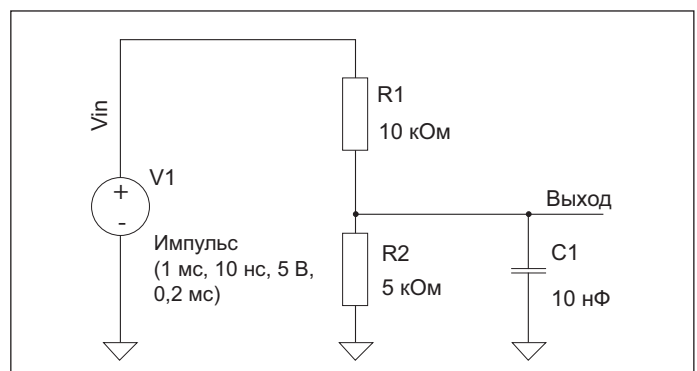 Vin
+
-
V1
Импульс
(1 мс, 10 нс, 5 В,
0,2 мс)
R1
10 кОм
Выход
R2
5 кОм
C1
10 нФ